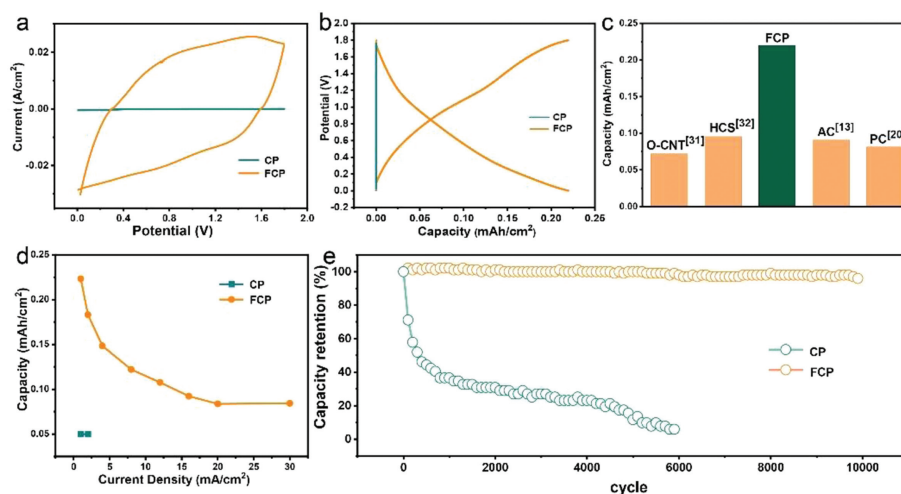 a
0.02
0.00
-0.02
Current (A/cm²)
CP
FCP
0.0 0.4 0.8 1.2 1.6 2.0
Potential (V)
b
2.0
1.8
1.6
1.4
1.2
1.0
0.8
0.6
0.4
0.2
0.0
-0.2
Potential (V)
CP
FCP
0.00 0.05 0.10 0.15 0.20 0.25
Capacity (mAh/cm²)
c
0.25
0.20
0.15
0.10
0.05
0.00
Capacity (mAh/cm²)
O-CNT[31]
HCS[32]
FCP
AC[13]
PC[20
d
0.25
0.20
0.15
0.10
0.05
Capacity (mAh/cm²)
CP
FCP
0 5 10 15 20 25 30
Current Density (mA/cm²)
e
100
80
60
40
20
0
Capacity retention (%)
CP
FCP
0 2000 4000 6000 8000 10000
cycle